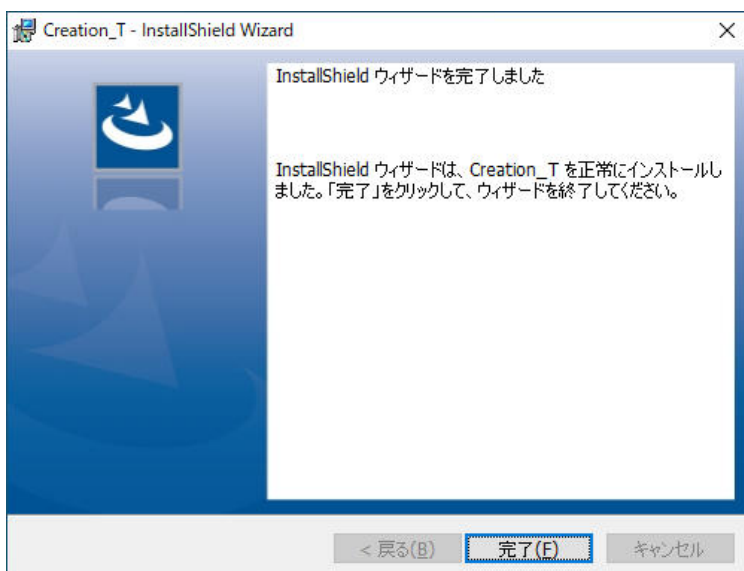 Creation_T - InstallShield Wizard
InstallShield ウィザードを完了しました
InstallShield ウィザードは、Creation_T を正常にインストールし
ました。「完了」をクリックして、ウィザードを終了してください。
< 戻る(B) 完了(F) キャンセル